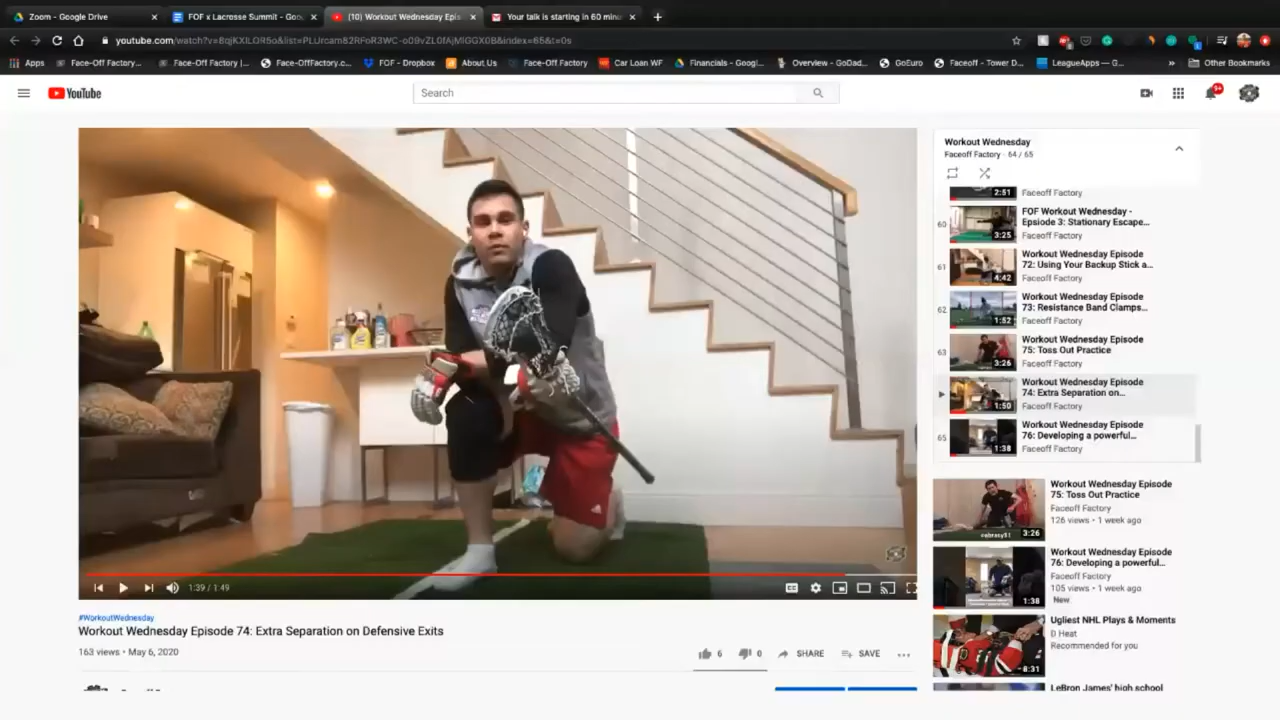 Zoom - Google Drive
FOF x Lacrosse Summit - Goo
(10) Workout Wednesday Epis
Your talk is starting in 60 minu
youtube.com/watch?v=
Apps
Face-Off Factory...
Face-Off Factory |...
Face-OffFactory.c...
FOF - Dropbox
About Us
Face-Off Factory
Car Loan WF
Financials - Googl...
Overview - GoDad...
GoEuro
Faceoff - Tower D...
LeagueApps — G...
»
Other Bookmarks
YouTube
Search
9+
Workout Wednesday
Faceoff Factory - 64 / 65
2:51
Faceoff Factory
60
3:25
FOF Workout Wednesday -
Episode 3: Stationary Escape...
Faceoff Factory
61
4:42
Workout Wednesday Episode
72: Using Your Backup Stick a...
Faceoff Factory
62
1:52
Workout Wednesday Episode
73: Resistance Band Clamps...
Faceoff Factory
63
3:26
Workout Wednesday Episode
75: Toss Out Practice
Faceoff Factory
1:50
Workout Wednesday Episode
74: Extra Separation on...
Faceoff Factory
65
1:38
Workout Wednesday Episode
76: Developing a powerful...
Faceoff Factory
1:39 / 1:49
#WorkoutWednesday
Workout Wednesday Episode 74: Extra Separation on Defensive Exits
163 views • May 6, 2020
6
0
SHARE
SAVE
3:26
Workout Wednesday Episode
75: Toss Out Practice
Faceoff Factory
126 views • 1 week ago
1:38
Workout Wednesday Episode
76: Developing a powerful...
Faceoff Factory
105 views • 1 week ago
New
8:31
Ugliest NHL Plays & Moments
D Heat
Recommended for you
LeBron James' high school